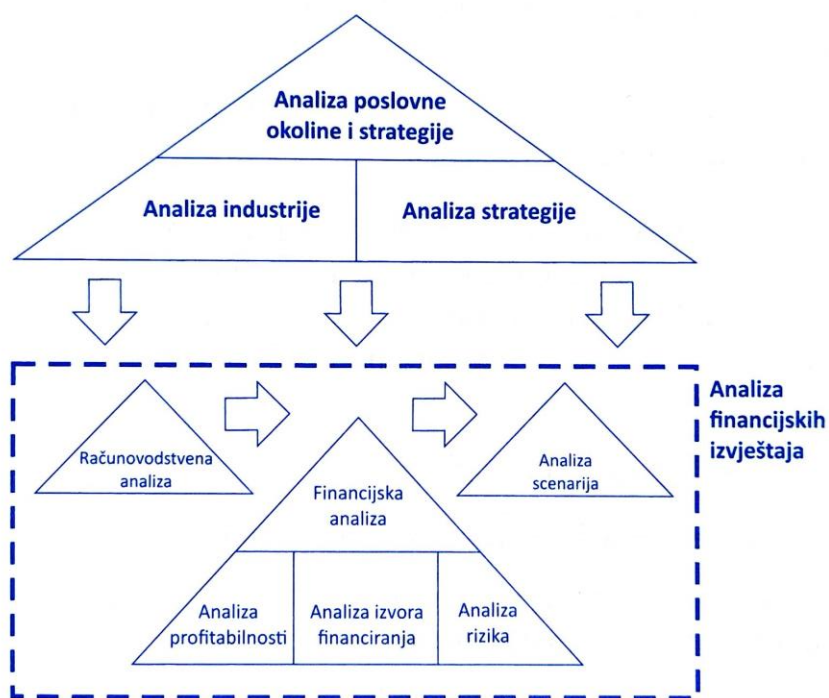 Analiza poslovne
okoline i strategije
Analiza industrije
Analiza strategije
Analiza
financijskih
izvještaja
Računovodstvena
analiza
Financijska
analiza
Analiza
scenarija
Analiza
profitabilnosti
Analiza izvora
financiranja
Analiza
rizika